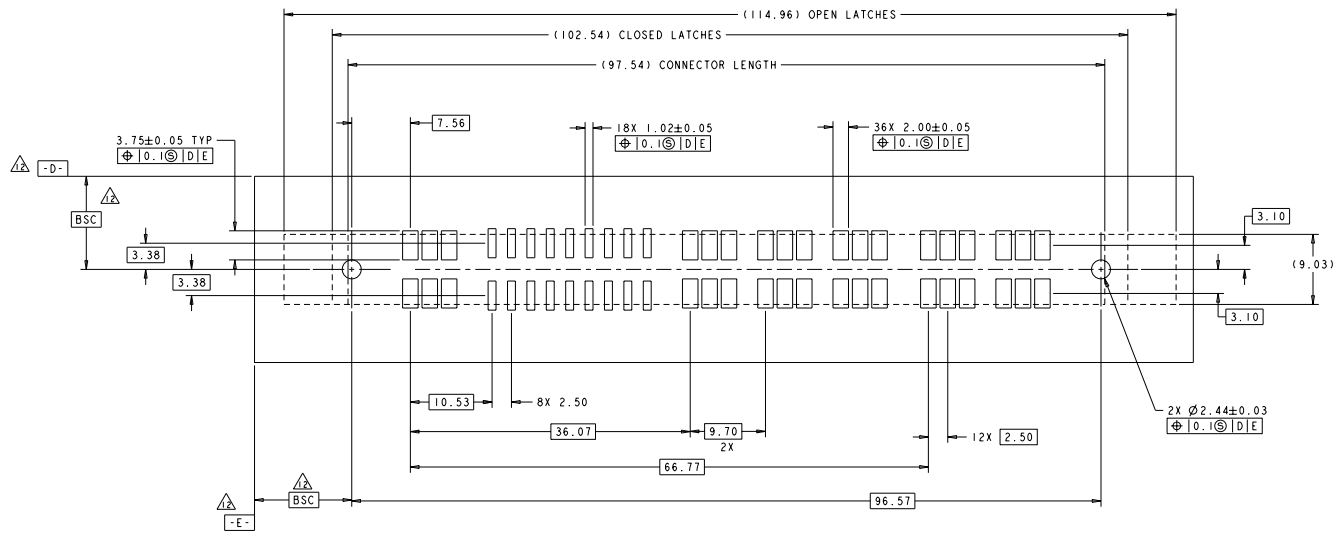 (114.96) OPEN LATCHES
(102.54) CLOSED LATCHES
(97.54) CONNECTOR LENGTH
7.56
3.75±0.05 TYP
⌖ 0.1Ⓢ D E
18X 1.02±0.05
⌖ 0.1Ⓢ D E
36X 2.00±0.05
⌖ 0.1Ⓢ D E
12
-D-
12
BSC
3.38
3.38
3.10
(9.03)
3.10
10.53
8X 2.50
36.07
9.70
2X
12X 2.50
2X Ø2.44±0.03
⌖ 0.1Ⓢ D E
66.77
12
BSC
96.57
12
-E-